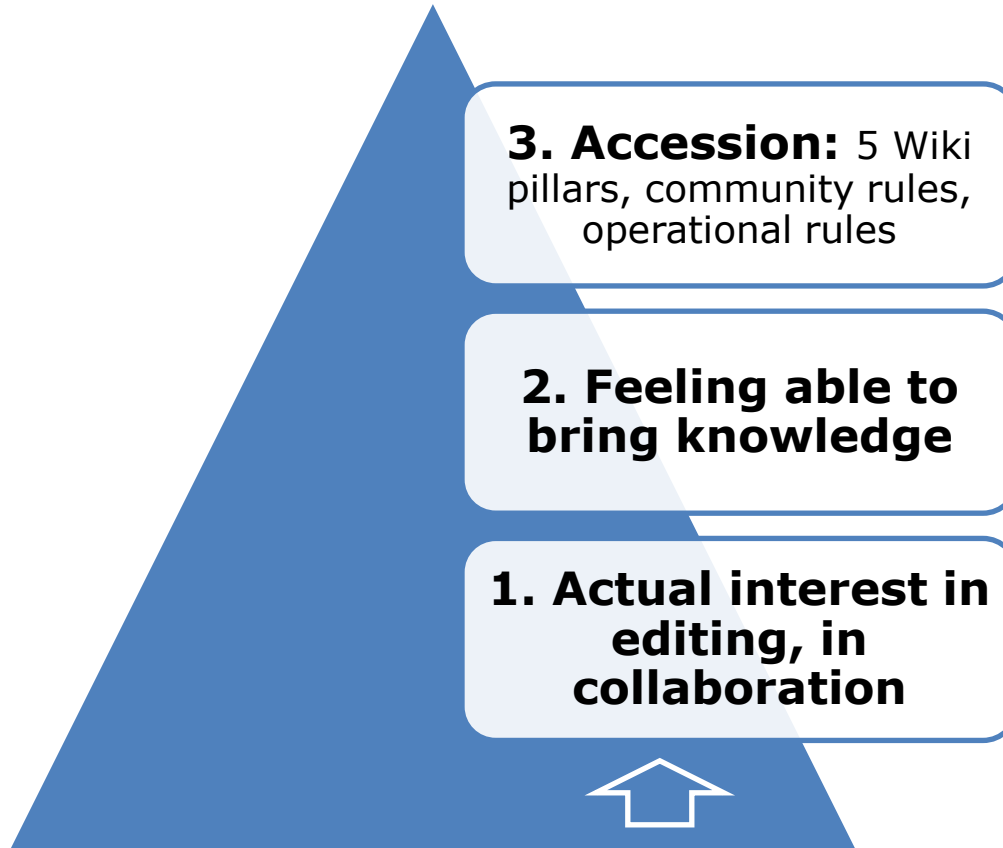 3. Accession: 5 Wiki
pillars, community rules,
operational rules
2. Feeling able to
bring knowledge
1. Actual interest in
editing, in
collaboration